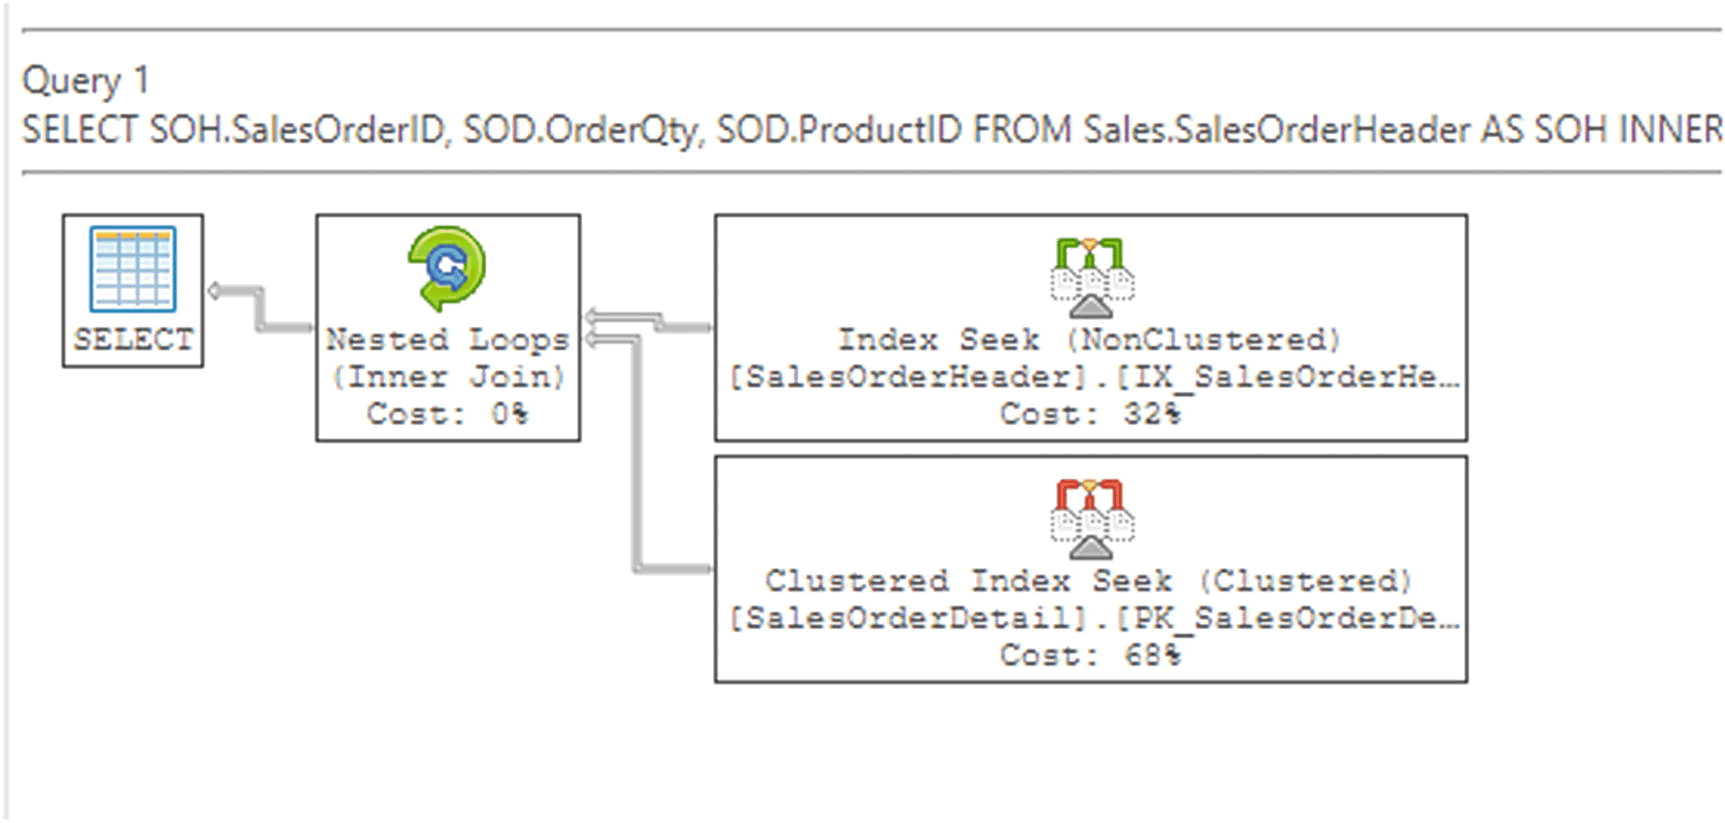 Query 1
SELECT SOH.SalesOrderID, SOD.OrderQty, SOD.ProductID FROM Sales.SalesOrderHeader AS SOH INNER
SELECT
Nested Loops
(Inner Join)
Cost: 0%
Index Seek (NonClustered)
[SalesOrderHeader].[IX_SalesOrderHe…
Cost: 32%
Clustered Index Seek (Clustered)
[SalesOrderDetail].[PK_SalesOrderDe…
Cost: 68%